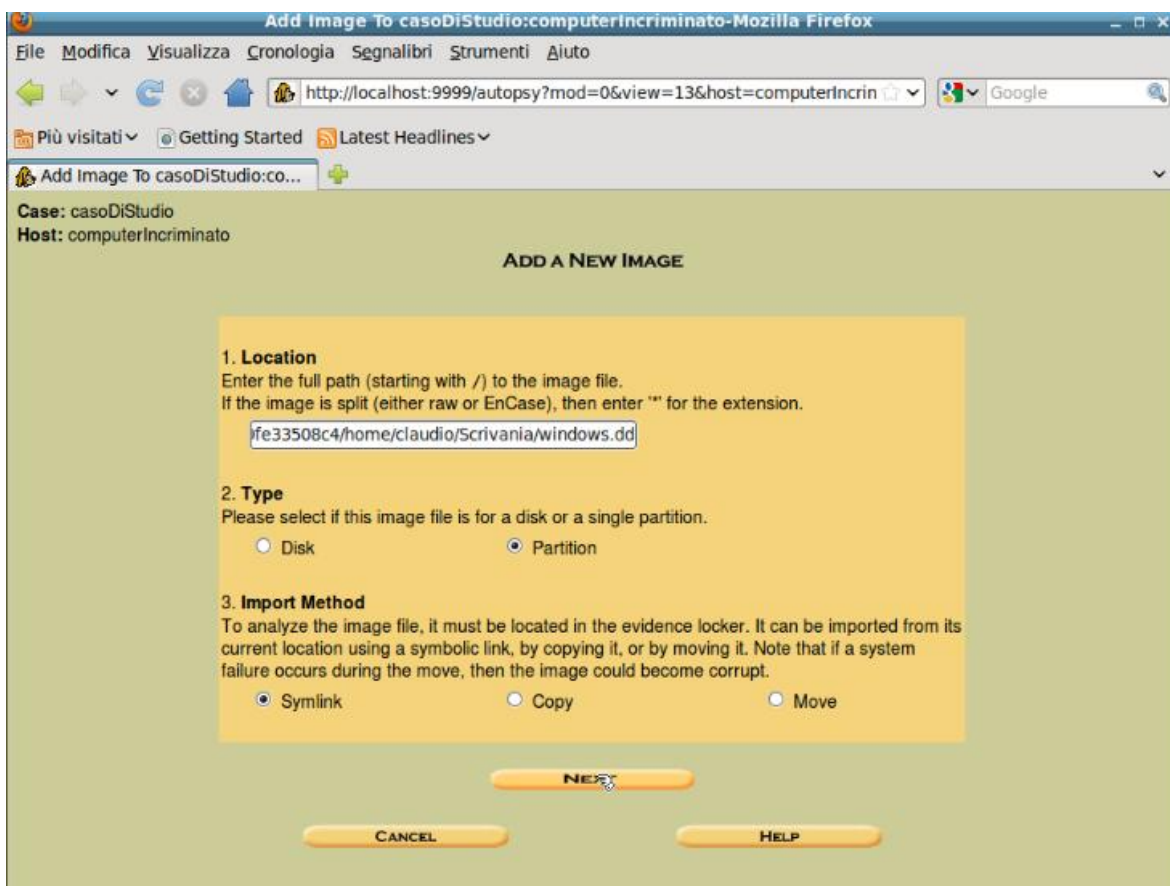 Add Image To casoDiStudio:computerIncriminato-Mozilla Firefox
File Modifica Visualizza Cronologia Segnalibri Strumenti Aiuto
http://localhost:9999/autopsy?mod=0&view=13&host=computerIncrin
Google
Più visitati Getting Started Latest Headlines
Add Image To casoDiStudio:co...
Case: casoDiStudio
Host: computerIncriminato
ADD A NEW IMAGE
1. Location
Enter the full path (starting with /) to the image file.
If the image is split (either raw or EnCase), then enter '*' for the extension.
fe33508c4/home/claudio/Scrivania/windows.dd
2. Type
Please select if this image file is for a disk or a single partition.
Disk Partition
3. Import Method
To analyze the image file, it must be located in the evidence locker. It can be imported from its
current location using a symbolic link, by copying it, or by moving it. Note that if a system
failure occurs during the move, then the image could become corrupt.
Symlink Copy Move
NEXT
CANCEL HELP